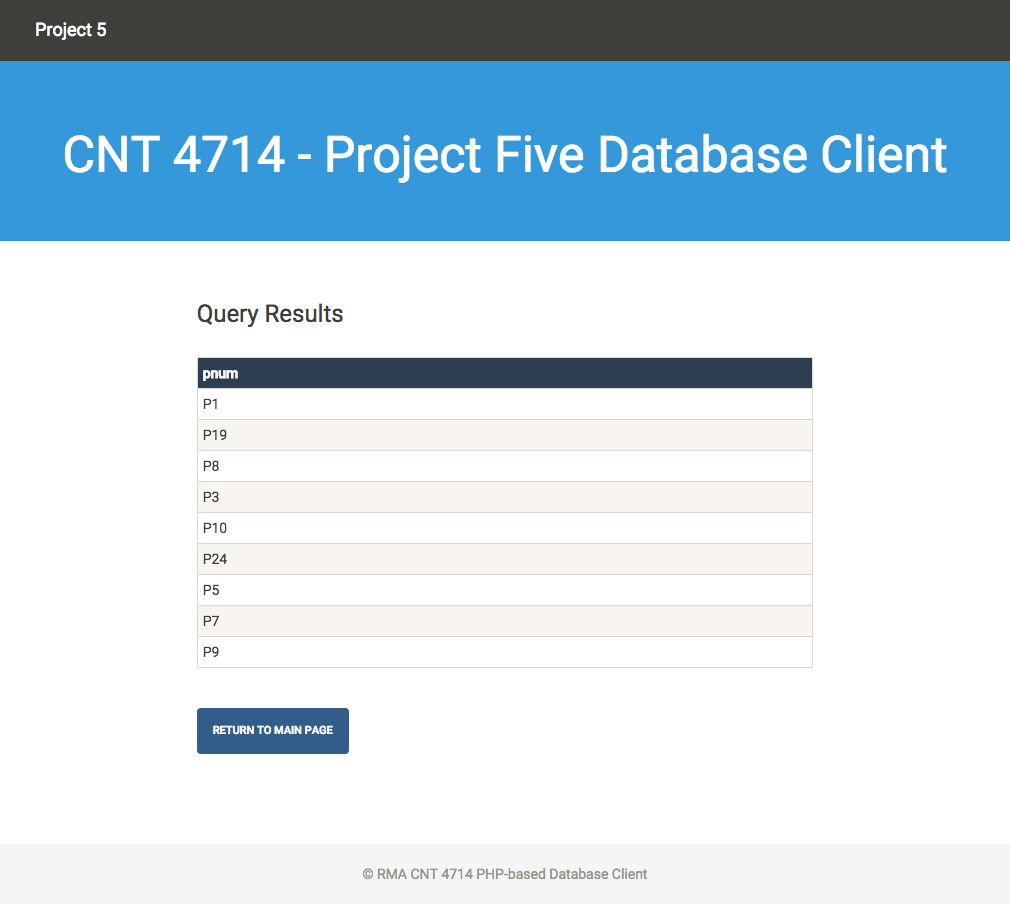 Project 5
CNT 4714 - Project Five Database Client
Query Results
pnum
P1
P19
P8
P3
P10
P24
P5
P7
P9
RETURN TO MAIN PAGE
© RMA CNT 4714 PHP-based Database Client